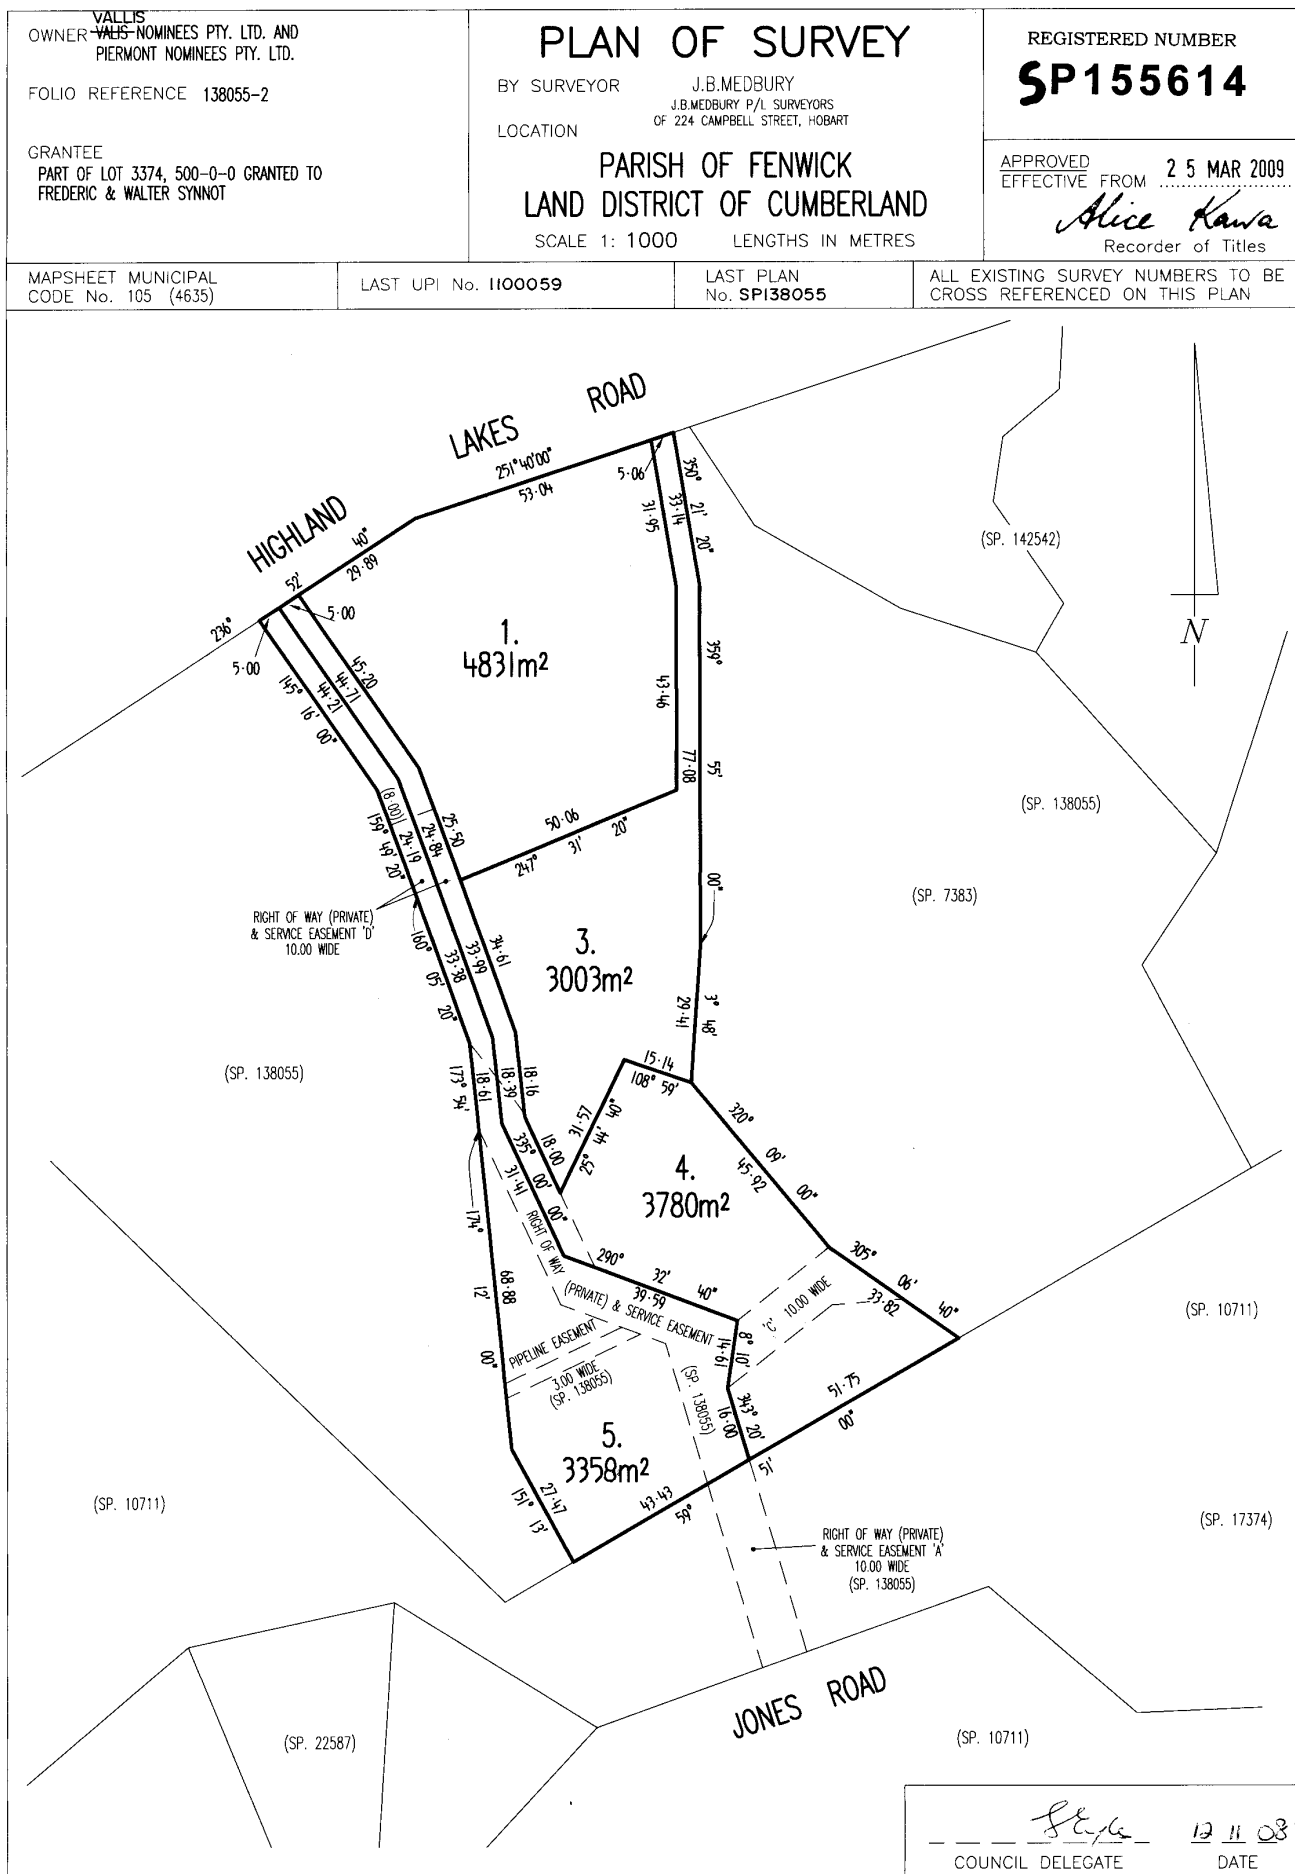 VALLIS
OWNER VALIS NOMINEES PTY. LTD. AND
PIERMONT NOMINEES PTY. LTD.
FOLIO REFERENCE 138055-2
GRANTEE
PART OF LOT 3374, 500-0-0 GRANTED TO
FREDERIC & WALTER SYNNOT
PLAN OF SURVEY
BY SURVEYOR J.B.MEDBURY
J.B.MEDBURY P/L SURVEYORS
OF 224 CAMPBELL STREET, HOBART
LOCATION
PARISH OF FENWICK
LAND DISTRICT OF CUMBERLAND
SCALE 1: 1000 LENGTHS IN METRES
REGISTERED NUMBER
SP155614
APPROVED
EFFECTIVE FROM 25 MAR 2009
Alice Kawa
Recorder of Titles
MAPSHEET MUNICIPAL
CODE No. 105 (4635)
LAST UPI No. 1100059
LAST PLAN
No. SP138055
ALL EXISTING SURVEY NUMBERS TO BE
CROSS REFERENCED ON THIS PLAN
HIGHLAND LAKES ROAD
251°40'00"
53·04
5·06
236° 52' 40"
29·89
5·00
5·00
350° 21' 20"
33·14
31·95
(SP. 142542)
N
1.
4831m²
45·20
44·71
44·21
145° 16' 00"
359° 55' 00"
43·46
77·08
(SP. 138055)
50·06
247° 31' 20"
(8·00)
25·50
24·84
24·19
159° 49' 20"
(SP. 7383)
RIGHT OF WAY (PRIVATE)
& SERVICE EASEMENT 'D'
10.00 WIDE
3.
3003m²
34·61
33·99
33·38
160° 05' 20"
3° 48'
29·41
(SP. 138055)
15·14
108° 59'
173° 54'
18·61
18·39
18·16
31·57
25° 44' 40"
18·00
335° 00' 00"
31·41
320° 09' 00"
45·92
4.
3780m²
174° 12' 00"
68·88
RIGHT OF WAY (PRIVATE) & SERVICE EASEMENT
290° 32' 40"
39·59
305° 06' 40"
33·82
'C' 10.00 WIDE
(SP. 10711)
PIPELINE EASEMENT
3.00 WIDE
(SP. 138055)
8° 10'
14·61
(SP. 138055)
343° 20'
16·00
51·75
5.
3358m²
27·47
151° 13'
43·43
59° 51' 00"
(SP. 10711)
(SP. 17374)
RIGHT OF WAY (PRIVATE)
& SERVICE EASEMENT 'A'
10.00 WIDE
(SP. 138055)
JONES ROAD
(SP. 22587)
(SP. 10711)
12 11 08
COUNCIL DELEGATE DATE